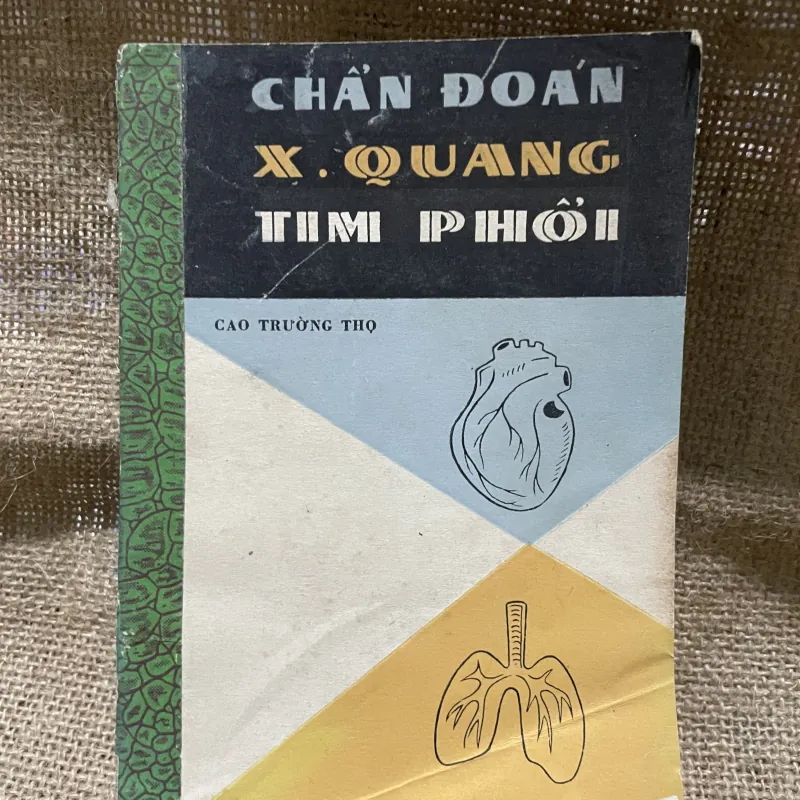 CHẨN ĐOÁN
X. QUANG
TIM PHỔI
CAO TRƯỜNG THỌ